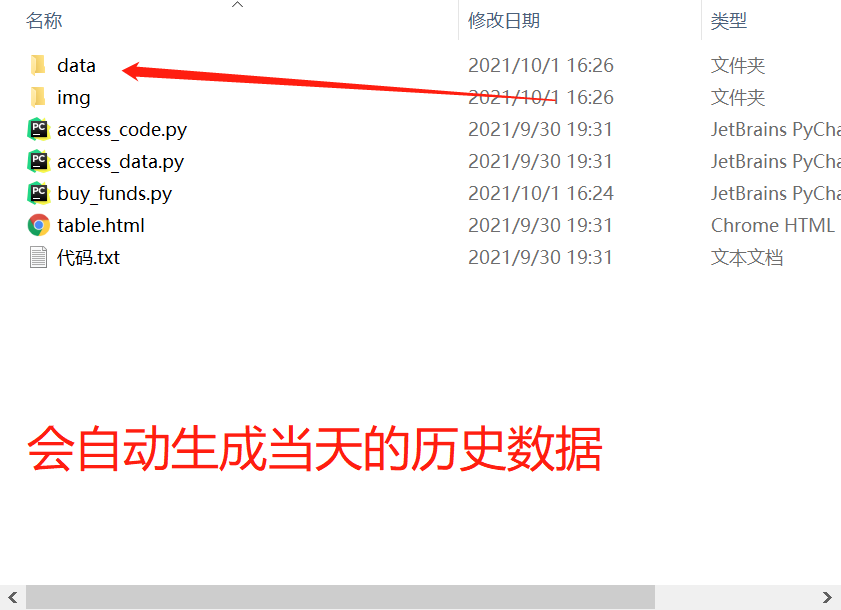 名称 修改日期 类型
data 2021/10/1 16:26 文件夹
img 2021/10/1 16:26 文件夹
access_code.py 2021/9/30 19:31 JetBrains PyCha
access_data.py 2021/9/30 19:31 JetBrains PyCha
buy_funds.py 2021/10/1 16:24 JetBrains PyCha
table.html 2021/9/30 19:31 Chrome HTML
代码.txt 2021/9/30 19:31 文本文档
会自动生成当天的历史数据